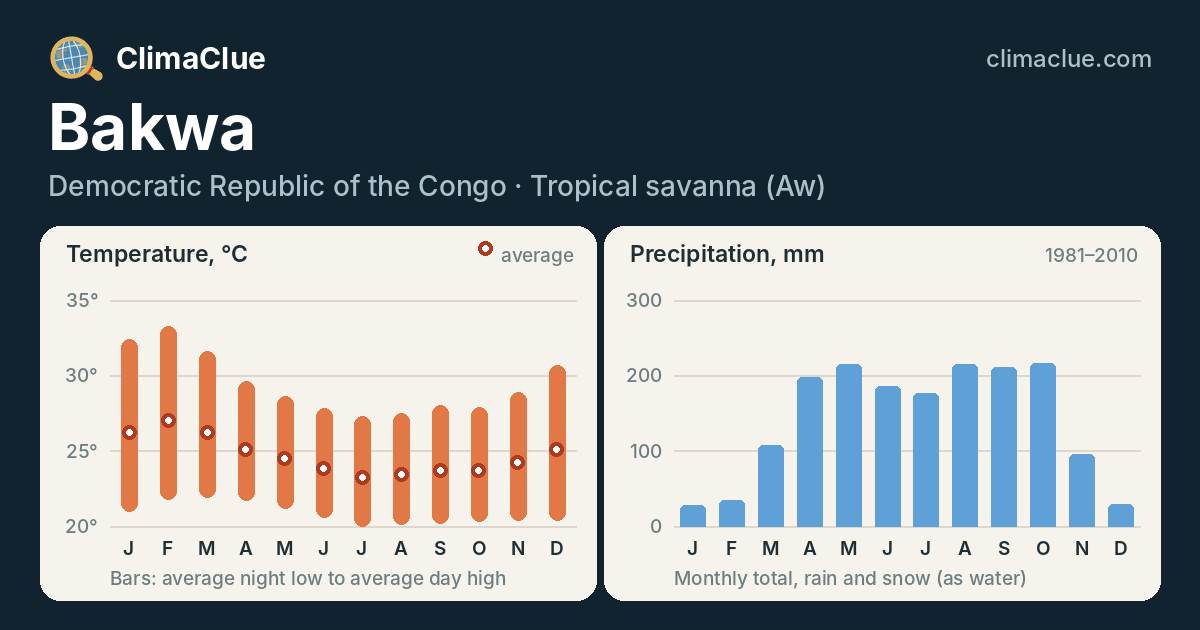 ClimaClue
climaclue.com
Bakwa
Democratic Republic of the Congo · Tropical savanna (Aw)
Temperature, °C
average
35°
30°
25°
20°
J F M A M J J A S O N D
Bars: average night low to average day high
Precipitation, mm
1981–2010
300
200
100
0
J F M A M J J A S O N D
Monthly total, rain and snow (as water)